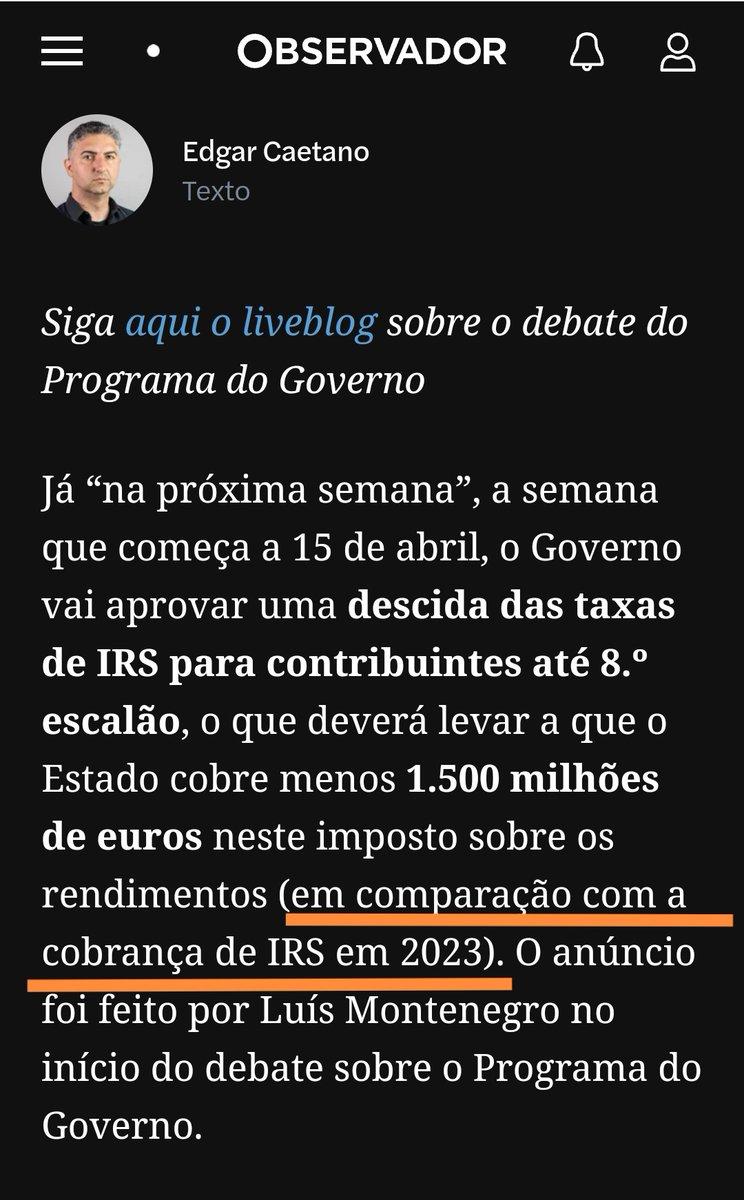 OBSERVADOR
Edgar Caetano
Texto
Siga aqui o liveblog sobre o debate do
Programa do Governo
Já “na próxima semana”, a semana
que começa a 15 de abril, o Governo
vai aprovar uma descida das taxas
de IRS para contribuintes até 8.º
escalão, o que deverá levar a que o
Estado cobre menos 1.500 milhões
de euros neste imposto sobre os
rendimentos (em comparação com a
cobrança de IRS em 2023). O anúncio
foi feito por Luís Montenegro no
início do debate sobre o Programa do
Governo.